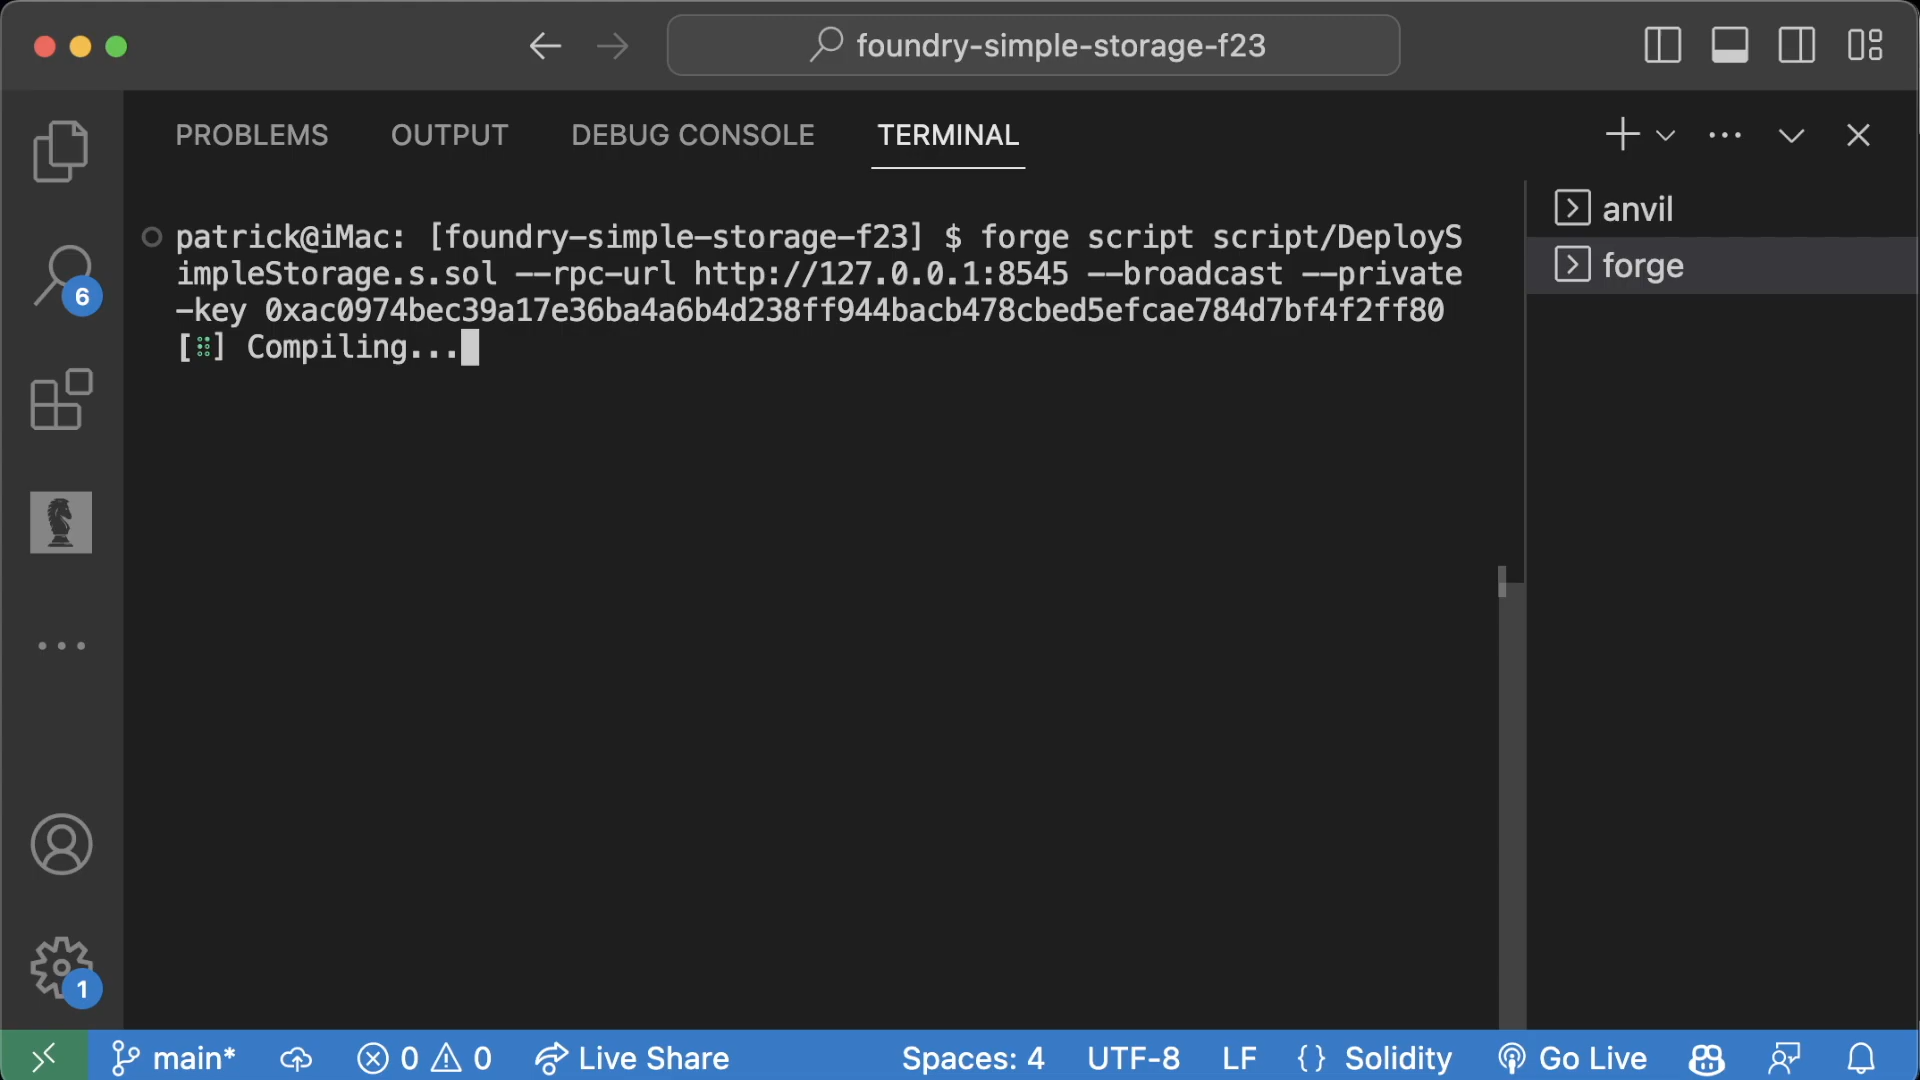 foundry-simple-storage-f23
PROBLEMS OUTPUT DEBUG CONSOLE TERMINAL
anvil
forge
patrick@iMac: [foundry-simple-storage-f23] $ forge script script/DeployS
impleStorage.s.sol --rpc-url http://127.0.0.1:8545 --broadcast --private
-key 0xac0974bec39a17e36ba4a6b4d238ff944bacb478cbed5efcae784d7bf4f2ff80
[⠿] Compiling...
6
1
main* 0 0 Live Share Spaces: 4 UTF-8 LF {} Solidity Go Live